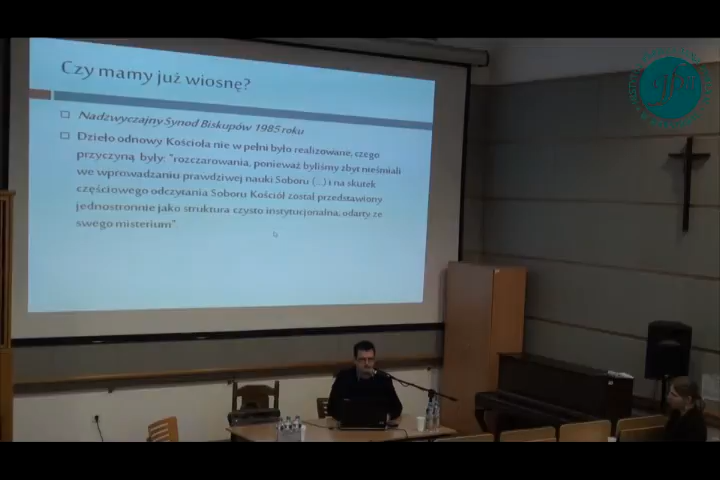 Czy mamy już wiosnę?
Nadzwyczajny Synod Biskupów 1985 roku
Dzieło odnowy Kościoła nie w pełni było realizowane, czego
przyczyną były: "rozczarowania, ponieważ byliśmy zbyt nieśmiali
we wprowadzaniu prawdziwej nauki Soboru (...) i na skutek
częściowego odczytania Soboru Kościół został przedstawiony
jednostronnie jako struktura czysto instytucjonalna, odarty ze
swego misterium"